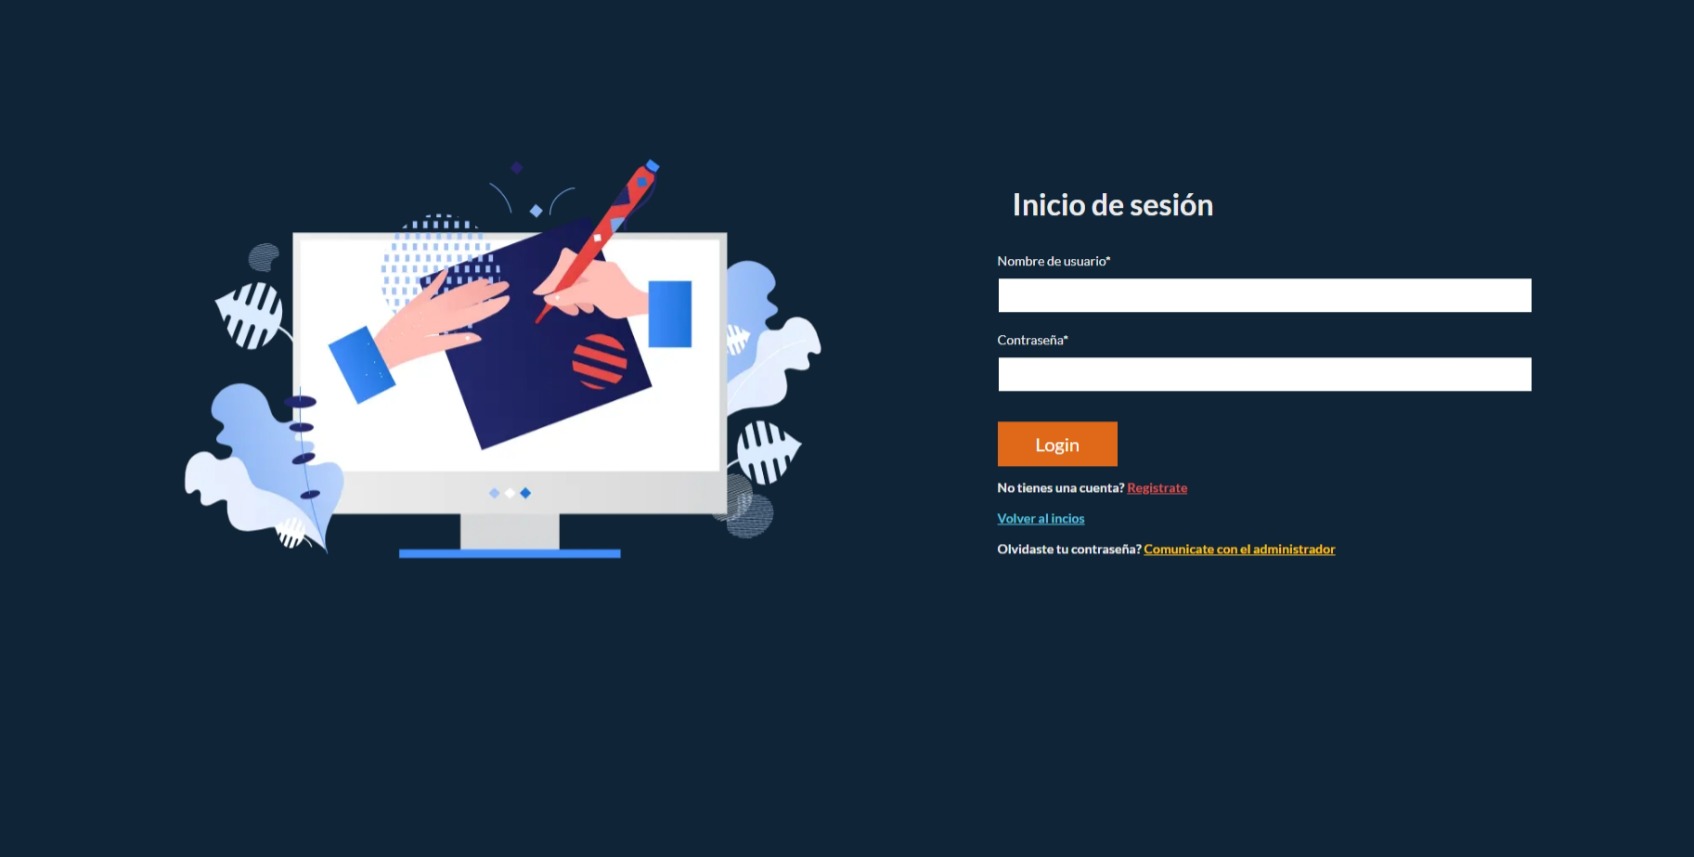 Inicio de sesión
Nombre de usuario*
Contraseña*
Login
No tienes una cuenta? Registrate
Volver al incios
Olvidaste tu contraseña? Comunicate con el administrador